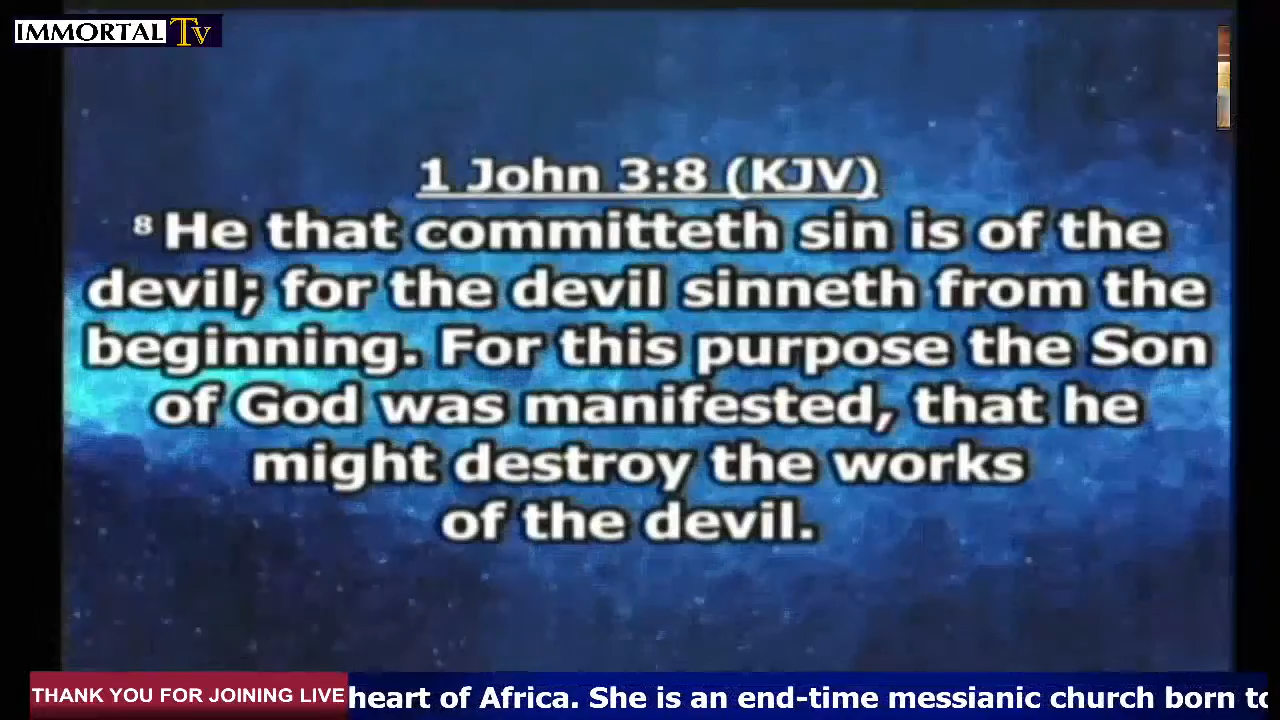 IMMORTAL Tv
1 John 3:8 (KJV)
8 He that committeth sin is of the
devil; for the devil sinneth from the
beginning. For this purpose the Son
of God was manifested, that he
might destroy the works
of the devil.
THANK YOU FOR JOINING LIVE
heart of Africa. She is an end-time messianic church born to